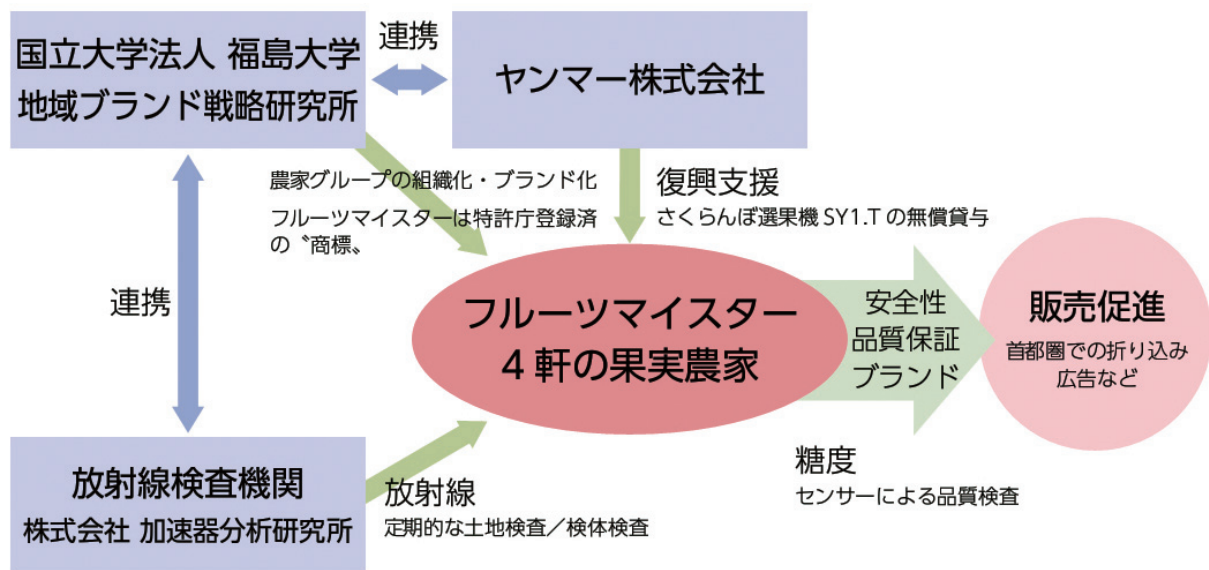 国立大学法人 福島大学
地域ブランド戦略研究所
連携
ヤンマー株式会社
農家グループの組織化・ブランド化
フルーツマイスターは特許庁登録済
の〝商標〟
復興支援
さくらんぼ選果機 SY1.T の無償貸与
連携
フルーツマイスター
4 軒の果実農家
安全性
品質保証
ブランド
販売促進
首都圏での折り込み
広告など
放射線検査機関
株式会社 加速器分析研究所
放射線
定期的な土地検査／検体検査
糖度
センサーによる品質検査